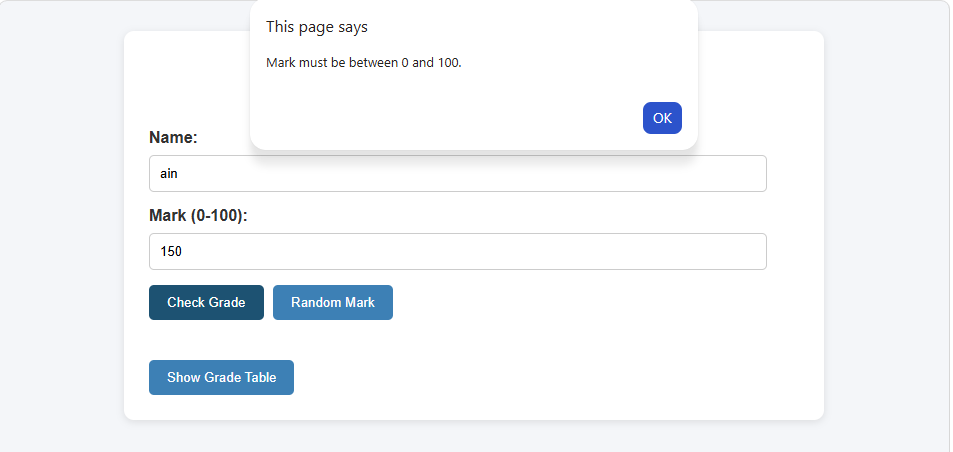 This page says
Mark must be between 0 and 100.
OK
Name:
ain
Mark (0-100):
150
Check Grade
Random Mark
Show Grade Table